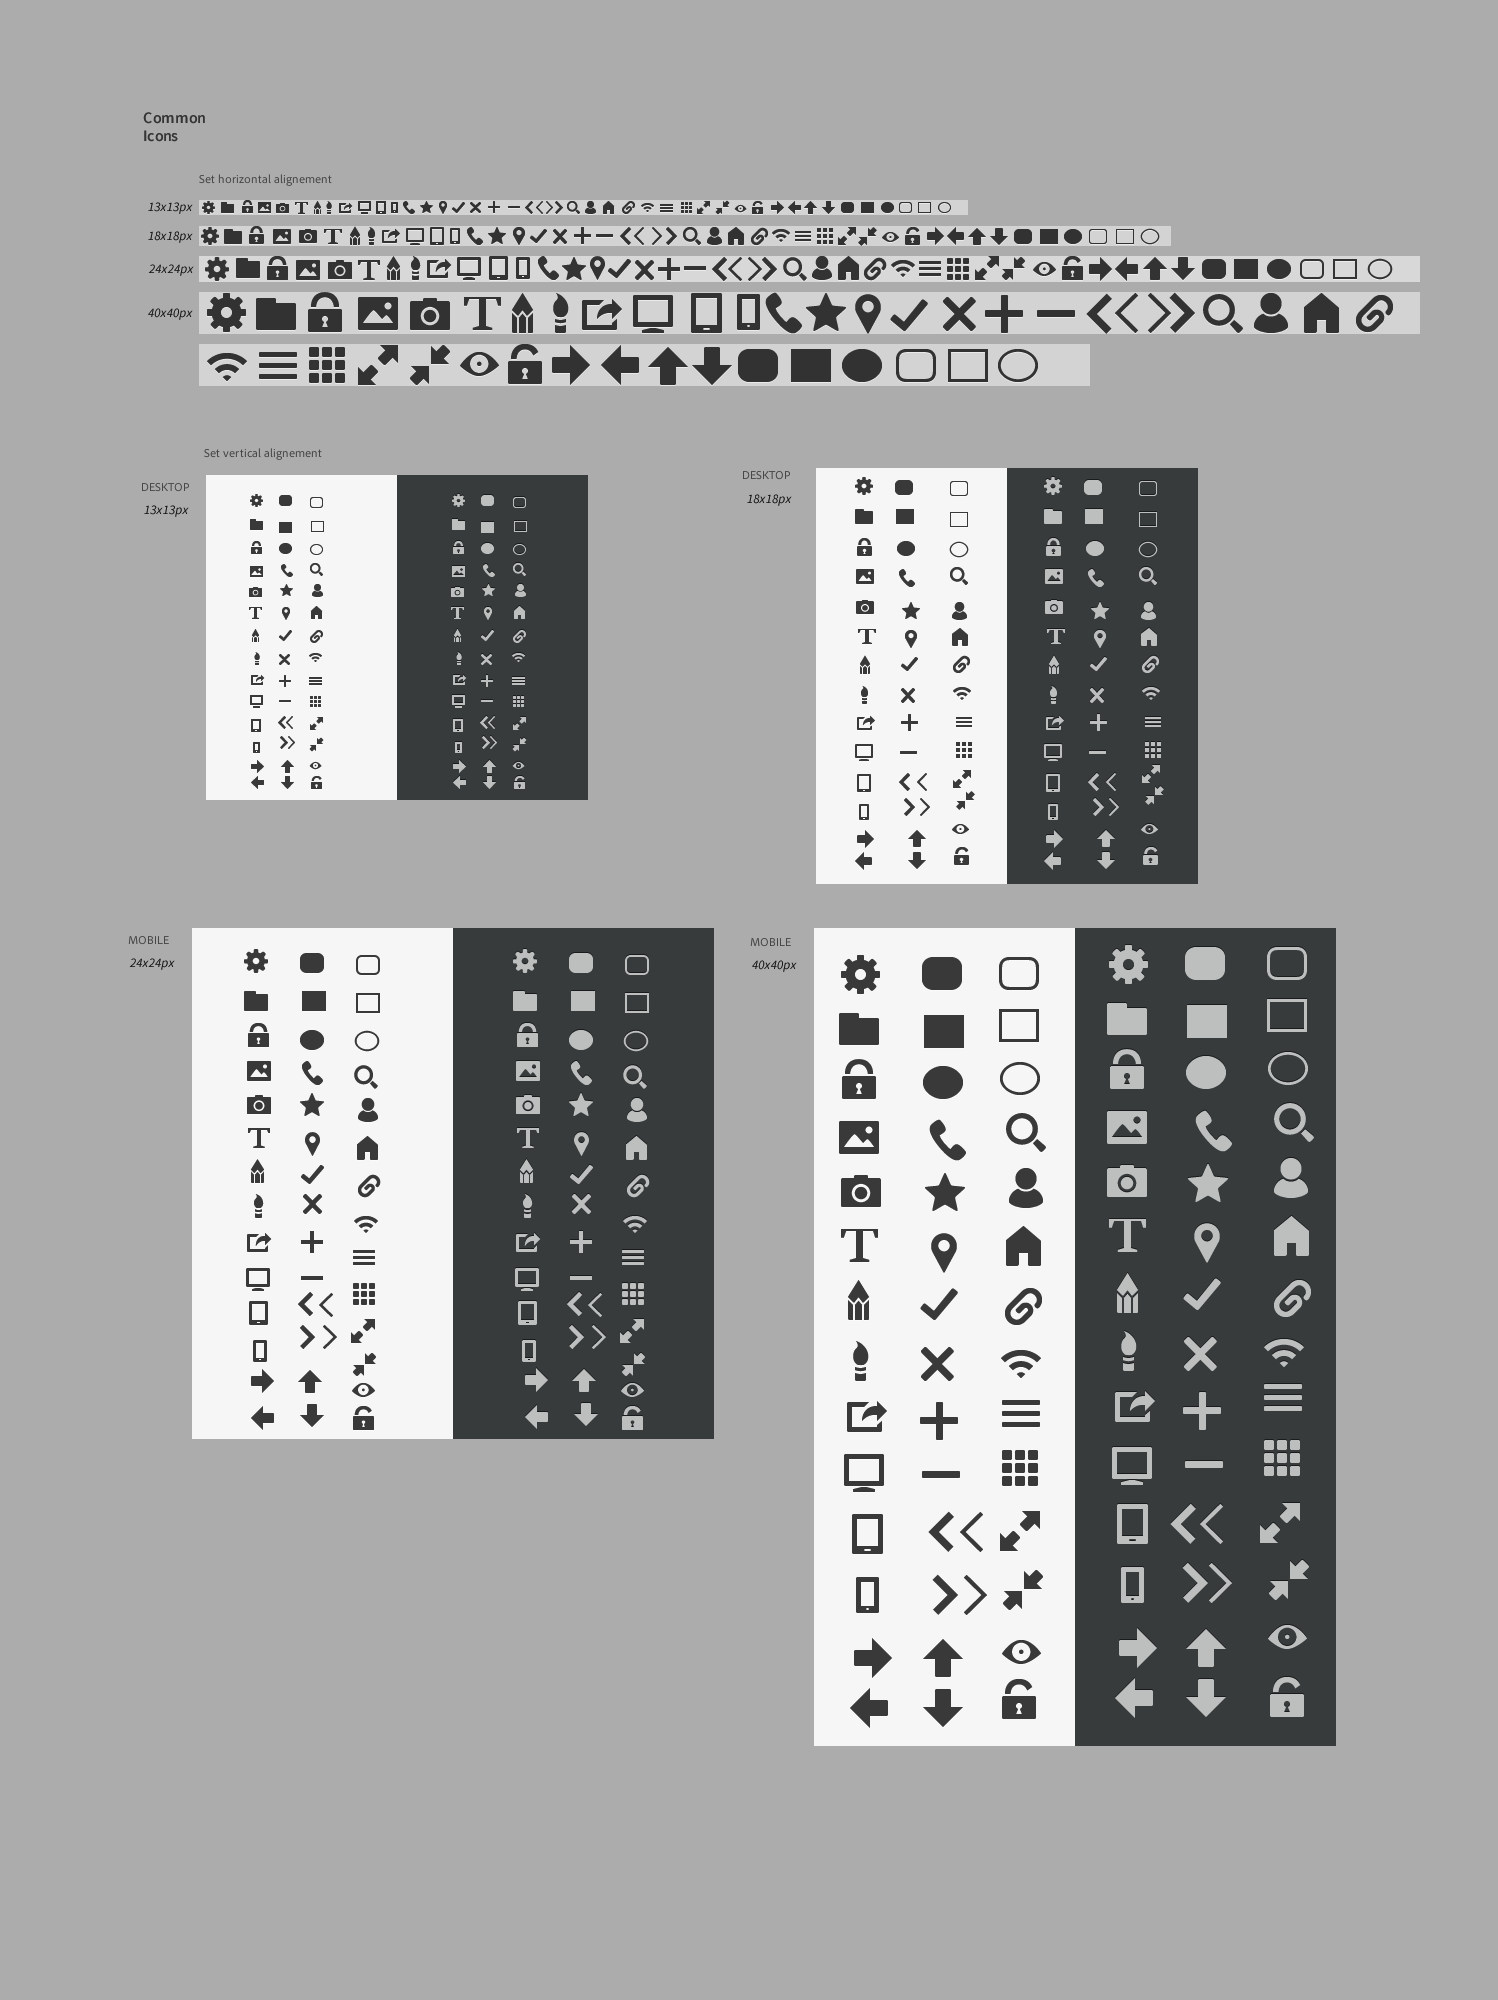 Common
Icons
Set horizontal alignement
13x13px
18x18px
24x24px
40x40px
Set vertical alignement
DESKTOP
13x13px
DESKTOP
18x18px
MOBILE
24x24px
MOBILE
40x40px